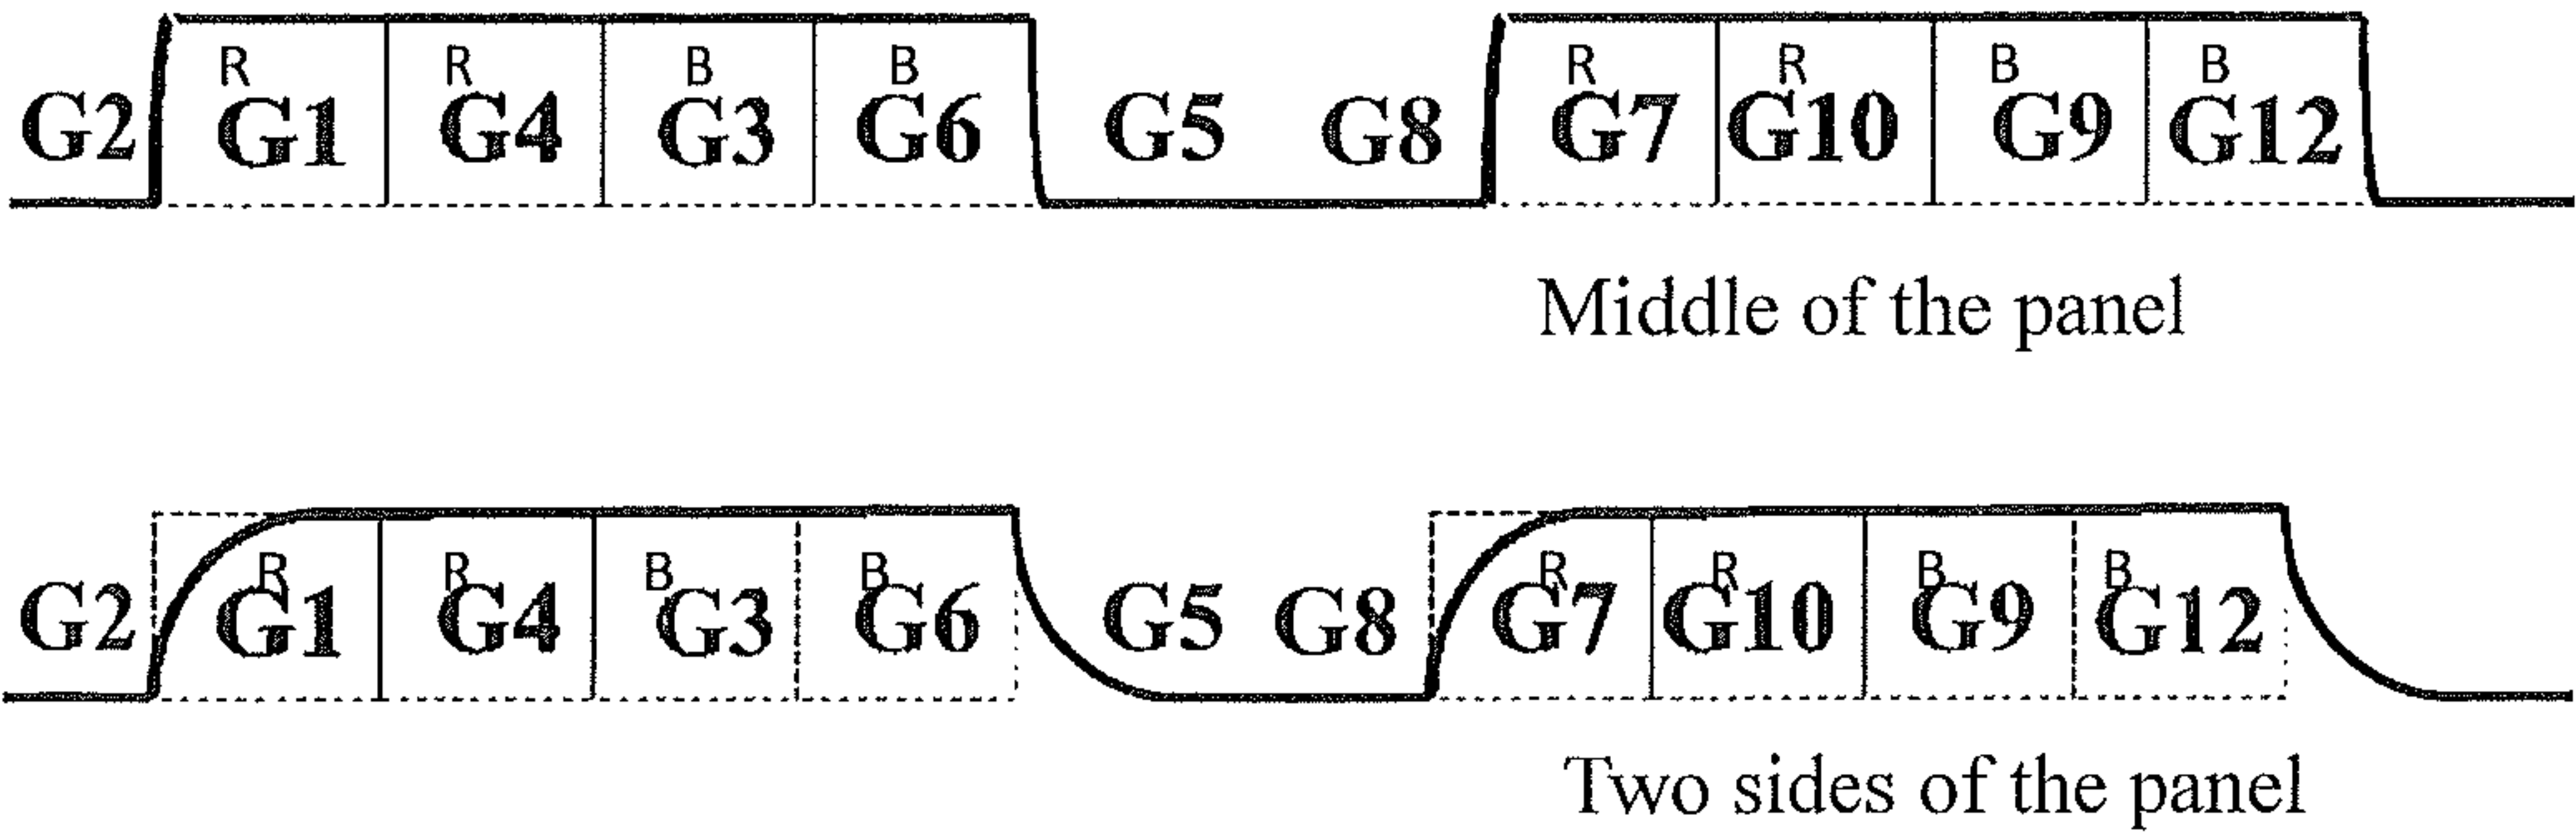 R R B B R R B B
G2 G1 G4 G3 G6 G5 G8 G7 G10 G9 G12
Middle of the panel
R R B B R R B B
G2 G1 G4 G3 G6 G5 G8 G7 G10 G9 G12
Two sides of the panel